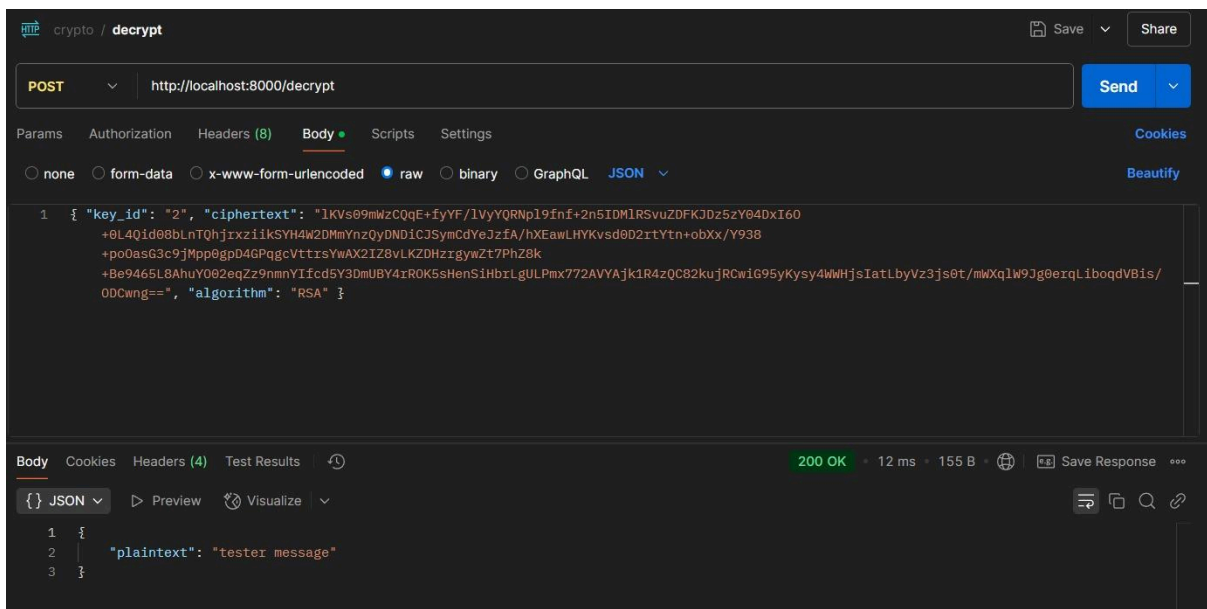 HTTP crypto / decrypt Save Share
POST http://localhost:8000/decrypt Send
Params Authorization Headers (8) Body Scripts Settings Cookies
none form-data x-www-form-urlencoded raw binary GraphQL JSON Beautify
1 { "key_id": "2", "ciphertext": "lKVs09mWzCQqE+fyYF/lVyYQRNpl9fnf+2n5IDMlRSvuZDFKJDz5zY04DxI6O
+0L4Qid08bLnTQhjrxziikSYH4W2DMmYnzQyDNDiCJSymCdYeJzfA/hXEawLHYKvsd0D2rtYtn+obXx/Y938
+poOasG3c9jMpp0gpD4GPqgcVttrsYwAX2IZ8vLKZDHzrgywZt7PhZ8k
+Be9465L8AhuYO02eqZz9nmnYIfcd5Y3DmUBY4rROK5sHenSiHbrLgULPmx772AVYAjk1R4zQC82kujRCwiG95yKysy4WWHjsIatLbyVz3js0t/mWXqlW9Jg0erqLiboqdVBis/
ODCwng==", "algorithm": "RSA" }
Body Cookies Headers (4) Test Results 200 OK 12 ms 155 B e.g. Save Response
{} JSON Preview Visualize
1 {
2 "plaintext": "tester message"
3 }